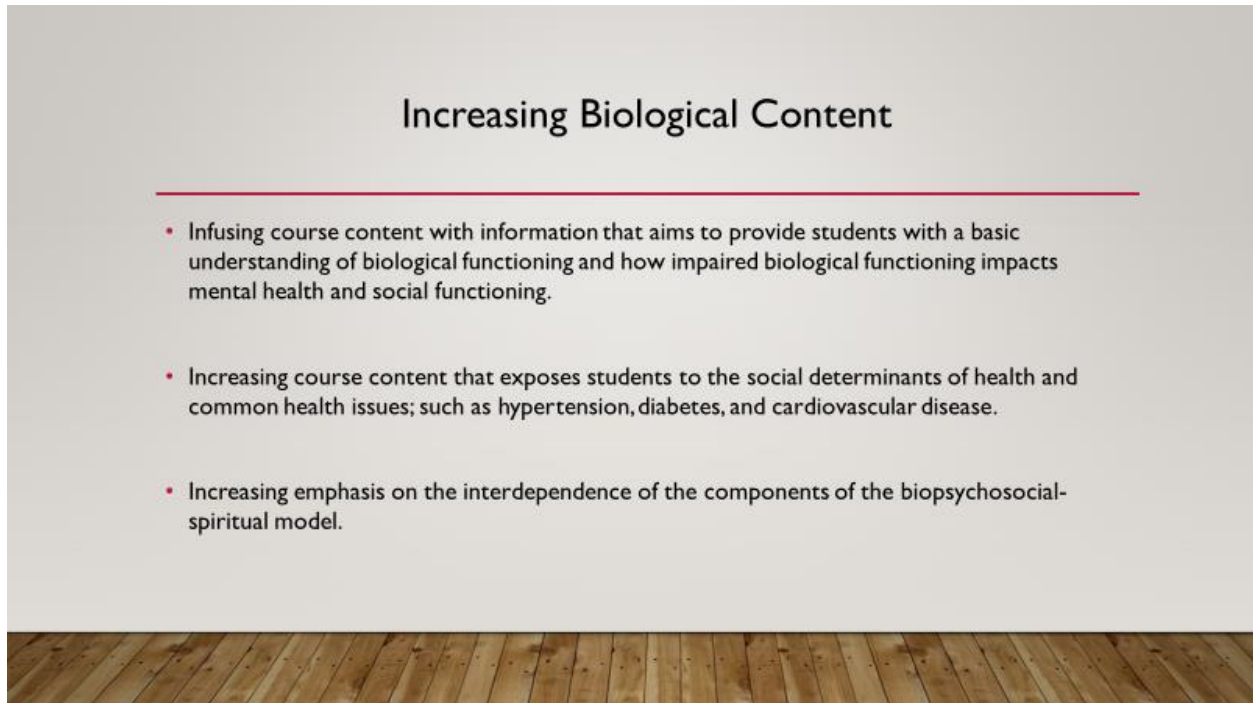 Increasing Biological Content
• Infusing course content with information that aims to provide students with a basic
understanding of biological functioning and how impaired biological functioning impacts
mental health and social functioning.
• Increasing course content that exposes students to the social determinants of health and
common health issues; such as hypertension, diabetes, and cardiovascular disease.
• Increasing emphasis on the interdependence of the components of the biopsychosocial-
spiritual model.